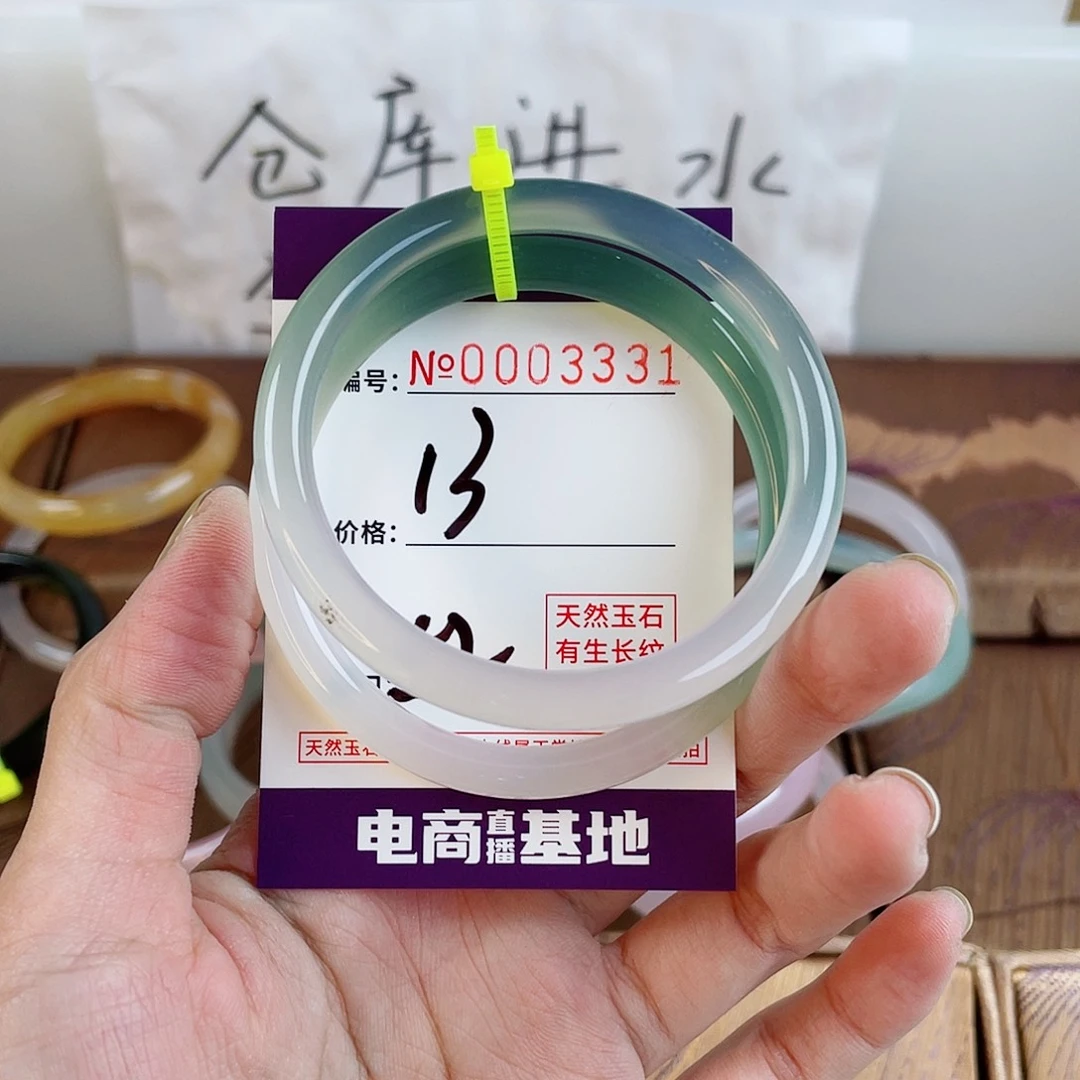 仓库进水
编号：№0003331
13
价格：
天然玉石
有生长纹
天然玉石
电商直播基地